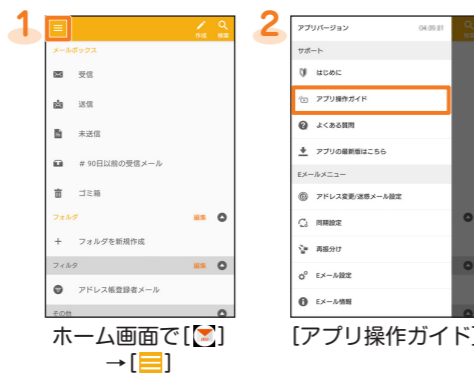 1
作成
検索
メールボックス
受信
送信
未送信
# 90日以前の受信メール
ゴミ箱
フォルダ
編集
フォルダを新規作成
フィルタ
編集
アドレス帳登録者メール
その他
ホーム画面で[ ]
→[ ]
2
アプリバージョン
サポート
はじめに
アプリ操作ガイド
よくある質問
アプリの最新版はこちら
Eメールメニュー
アドレス変更/迷惑メール設定
同期設定
再振分け
Eメール設定
Eメール情報
[アプリ操作ガイド]